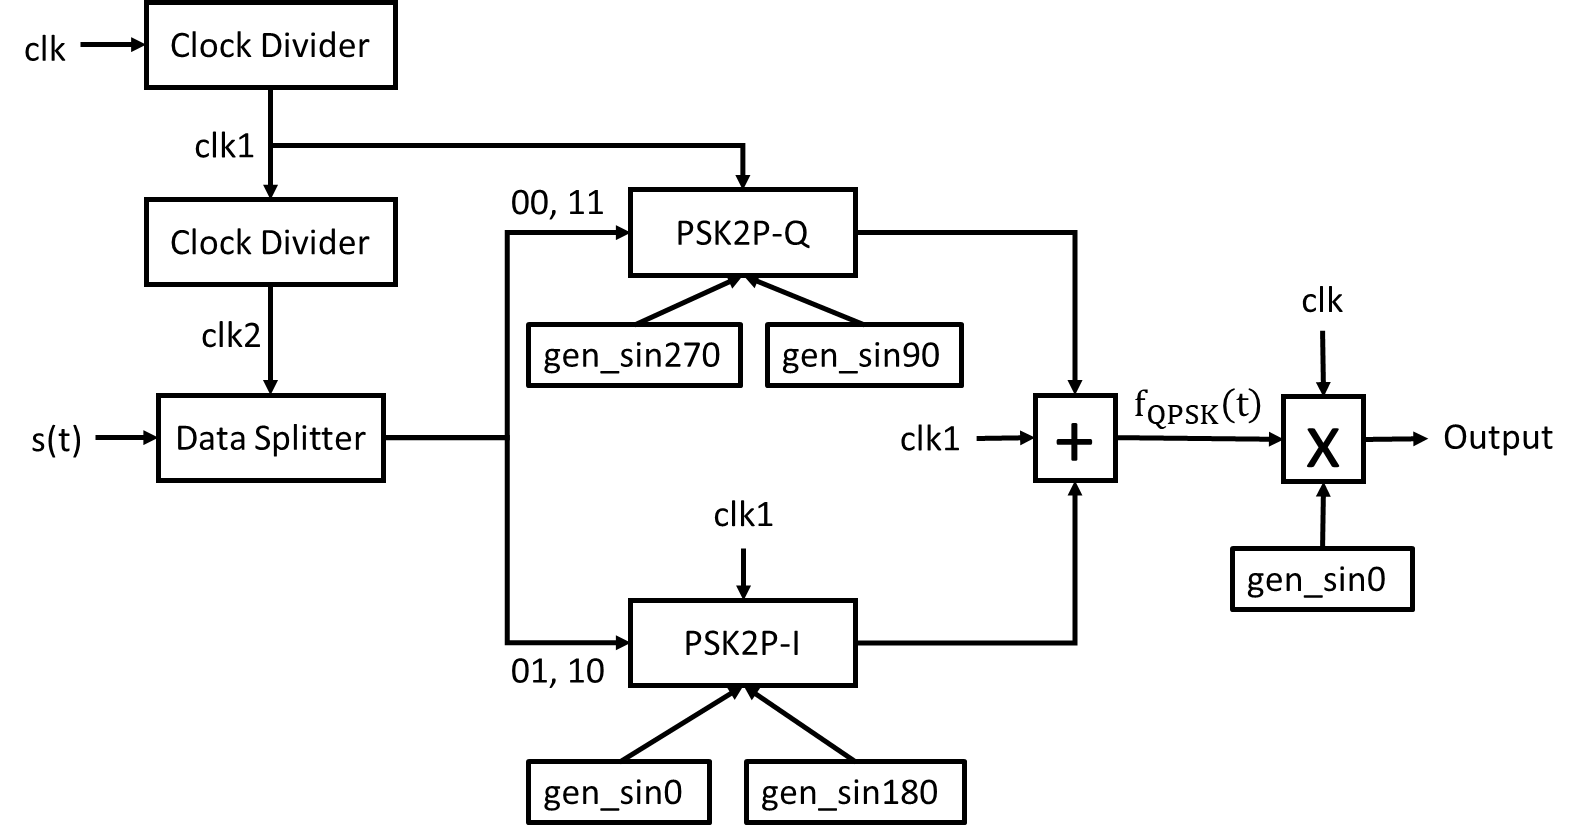 clk
Clock Divider
clk1
Clock Divider
clk2
s(t)
Data Splitter
00, 11
PSK2P-Q
gen_sin270
gen_sin90
01, 10
clk1
PSK2P-I
gen_sin0
gen_sin180
clk1
+
f_QPSK(t)
clk
X
gen_sin0
Output